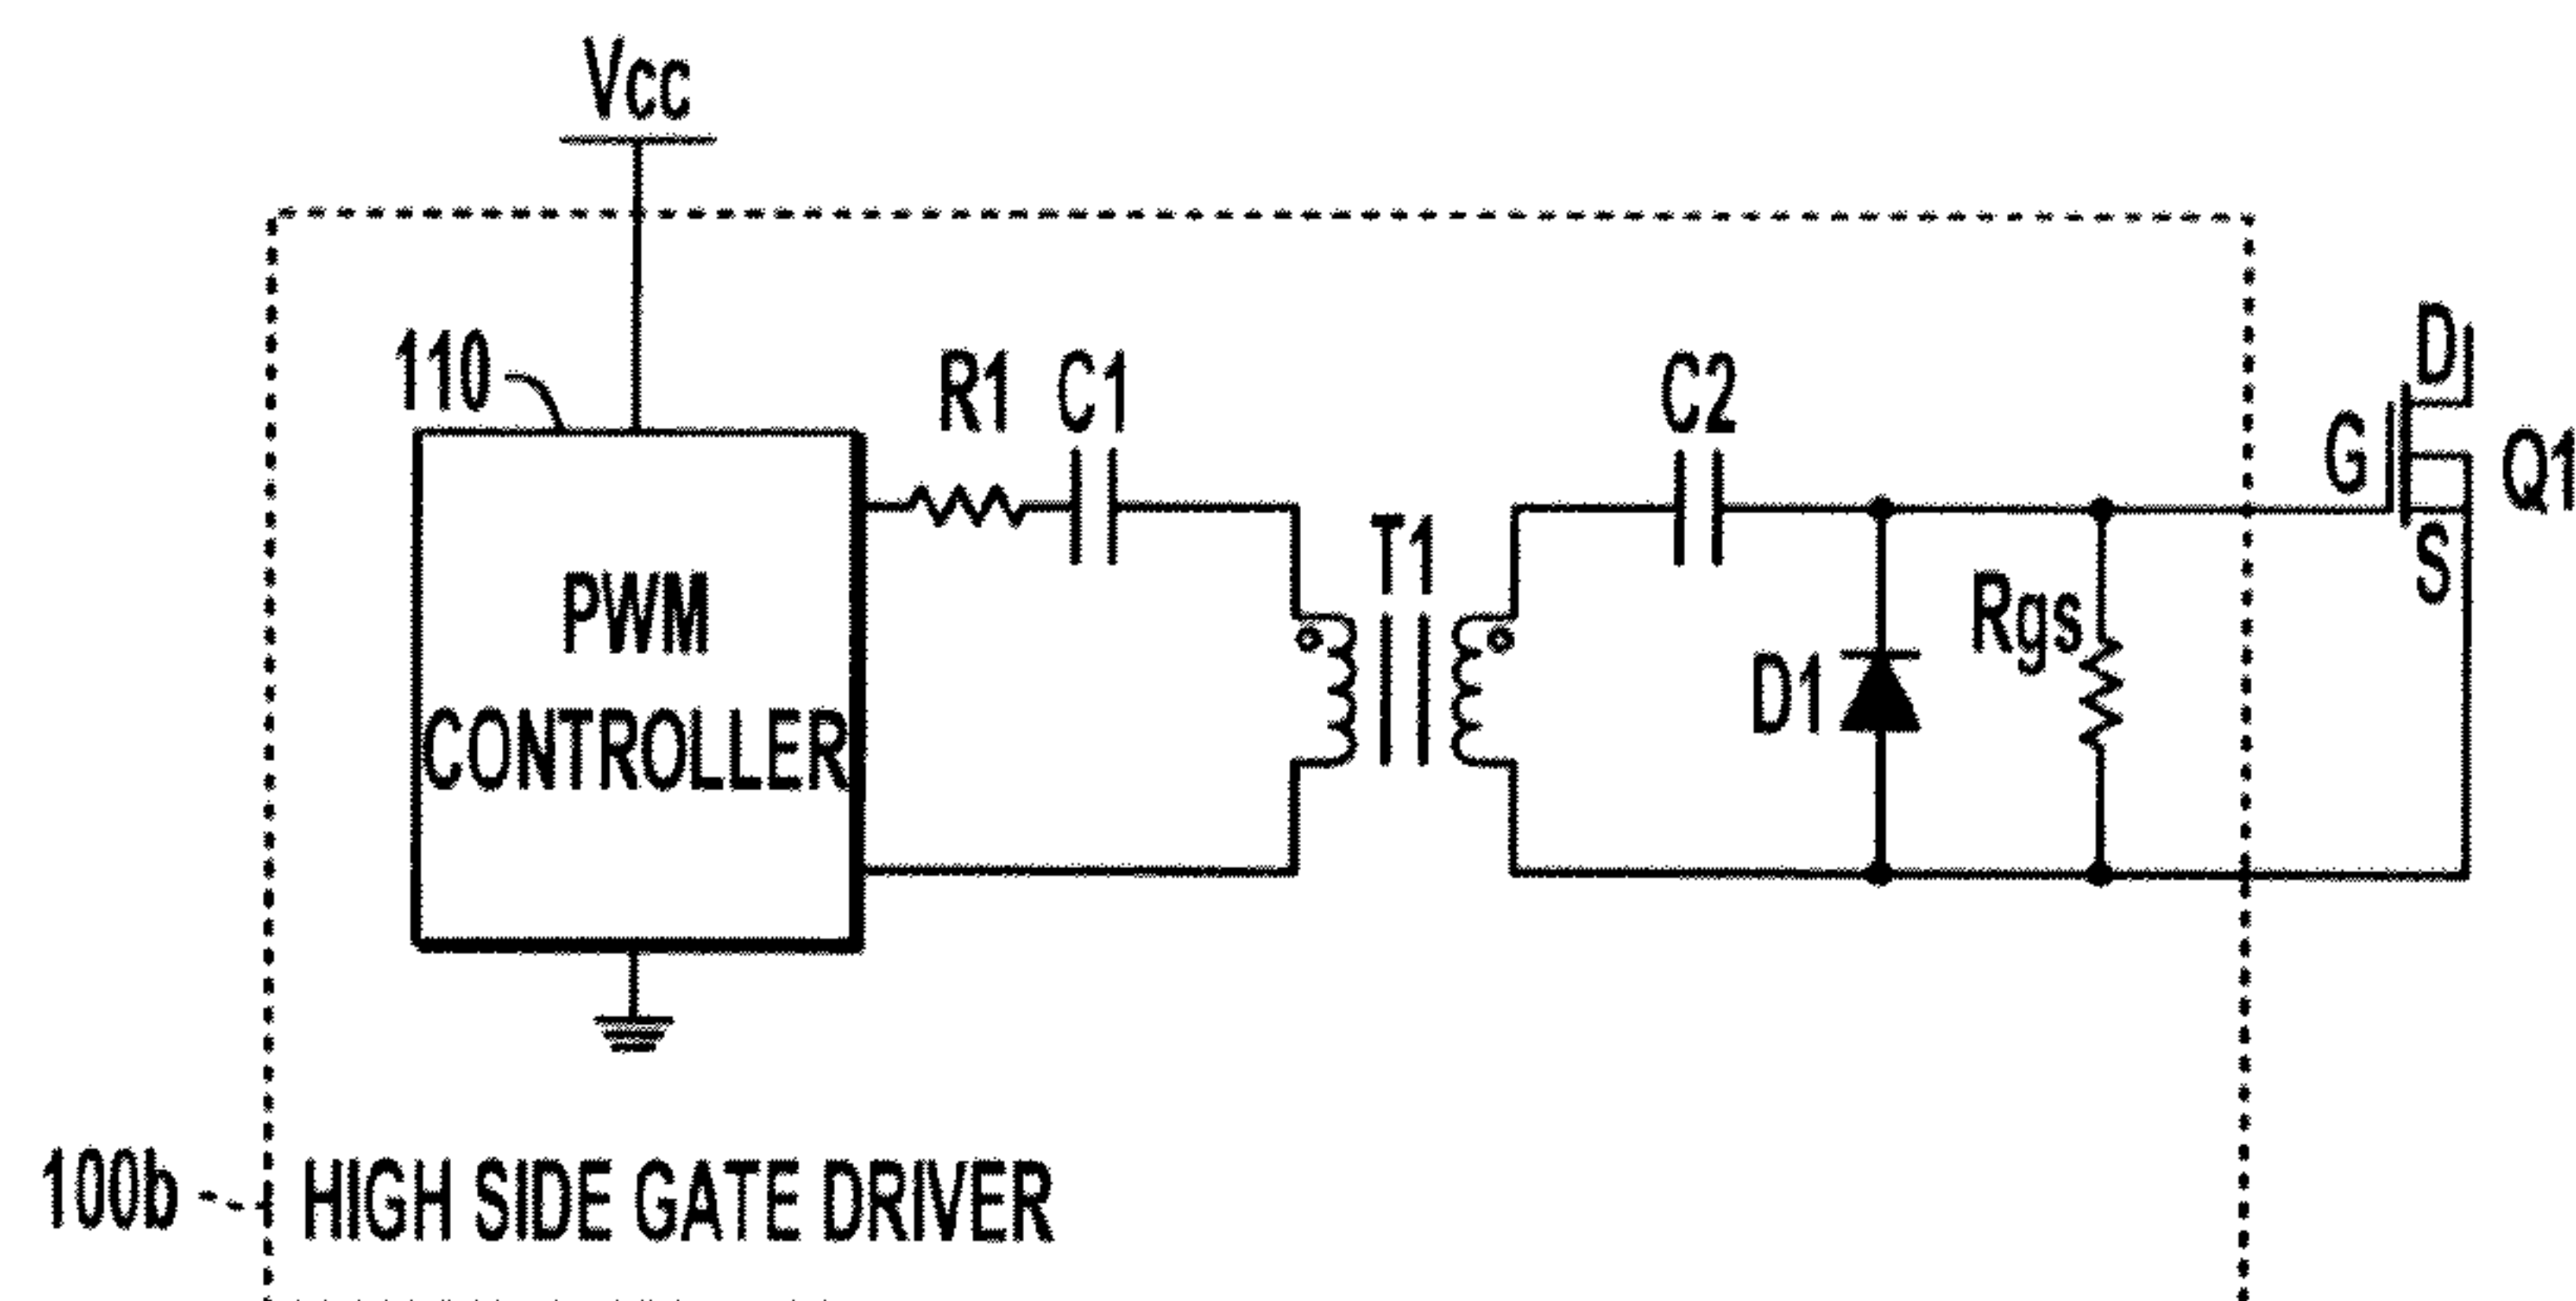 Vcc
110
R1
C1
C2
D
G
Q1
S
T1
PWM
CONTROLLER
Rgs
D1
100b
HIGH SIDE GATE DRIVER